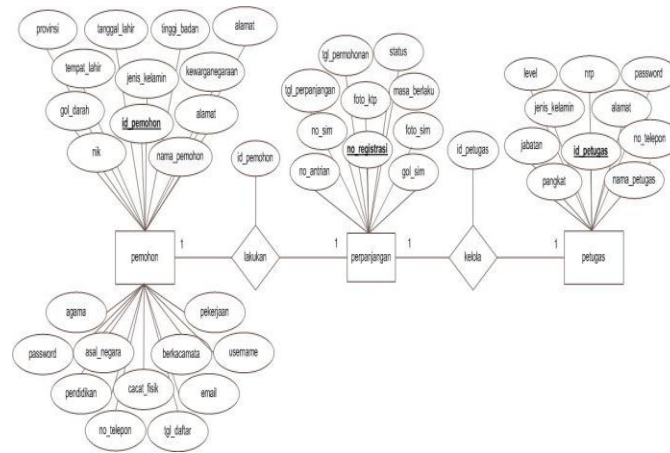 provinsi
tanggal_lahir
tinggi_badan
alamat
tempat_lahir
jenis_kelamin
kewarganegaraan
gol_darah
id_pemohon
alamat
nik
nama_pemohon
id_pemohon
tgl_permohonan
status
tgl_perpanjangan
foto_ktp
masa_berlaku
no_sim
foto_sim
no_registrasi
no_antrian
gol_sim
id_petugas
level
nrp
password
jenis_kelamin
alamat
jabatan
id_petugas
no_telepon
pangkat
nama_petugas
pemohon
1
lakukan
1
perpanjangan
1
kelola
1
petugas
agama
pekerjaan
password
asal_negara
berkacamata
username
pendidikan
cacat_fisik
email
no_telepon
tgl_daftar